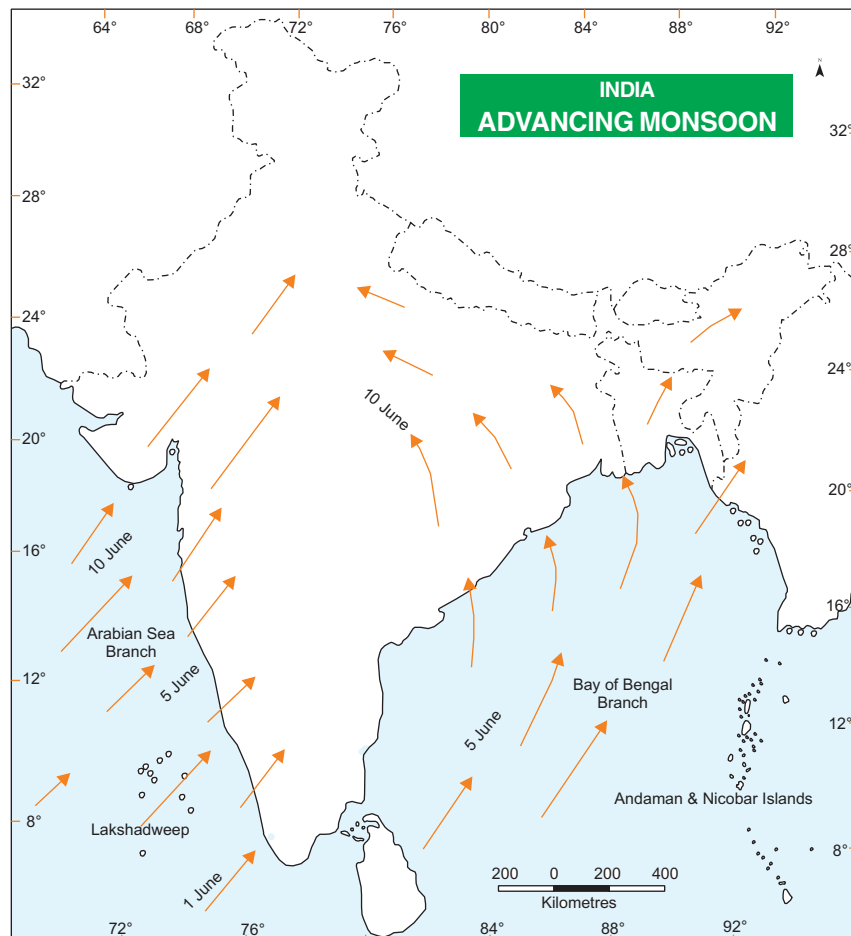 64° 68° 72° 76° 80° 84° 88° 92°
N
INDIA
ADVANCING MONSOON
32°
32°
28°
28°
24°
24°
10 June
20°
20°
16°
10 June
16°
Arabian Sea
Branch
5 June
12°
Bay of Bengal
Branch
12°
5 June
Andaman & Nicobar Islands
8°
Lakshadweep
8°
1 June
200 0 200 400
Kilometres
72° 76° 84° 88° 92°